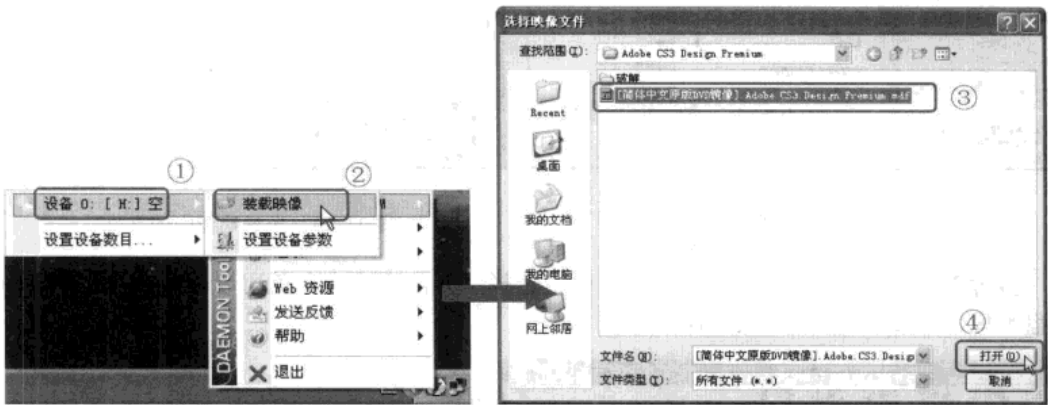 ①
②
设备 0: [ H:] 空
装载映像
设置设备数目...
设置设备参数
Web 资源
发送反馈
帮助
退出
DAEMON Tool
选择映像文件
查找范围(I):
Adobe CS3 Design Premium
破解
[简体中文原版DVD镜像].Adobe.CS3.Design.Premium.mdf
③
Recent
桌面
我的文档
我的电脑
网上邻居
④
文件名(N):
[简体中文原版DVD镜像].Adobe.CS3.Design
打开(O)
文件类型(T):
所有文件 (*.*)
取消